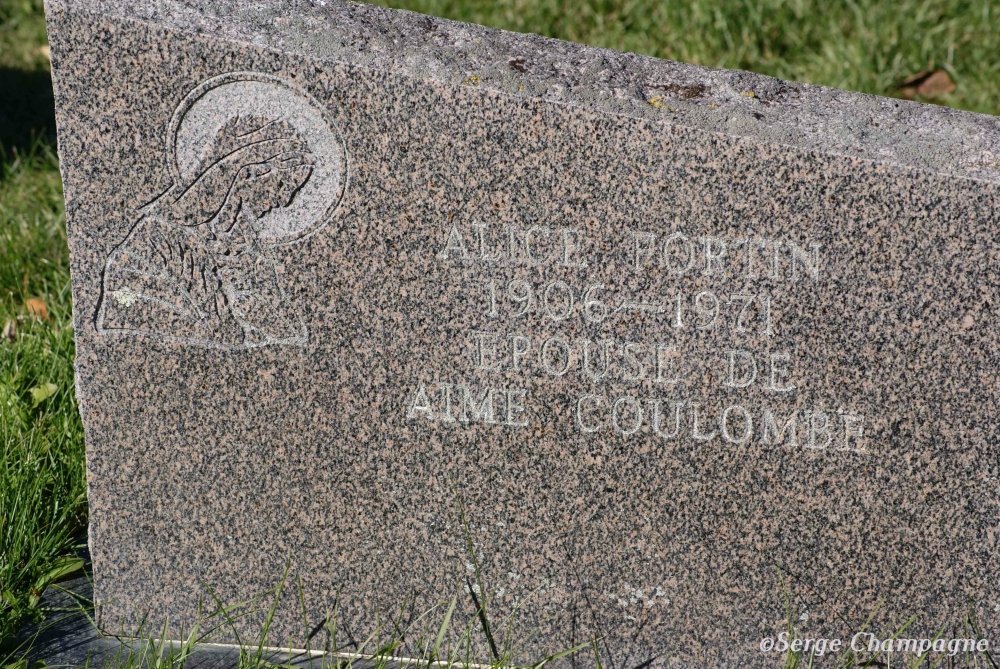 ALICE FORTIN
1906—1971
EPOUSE DE
AIME COULOMBE
©Serge Champagne